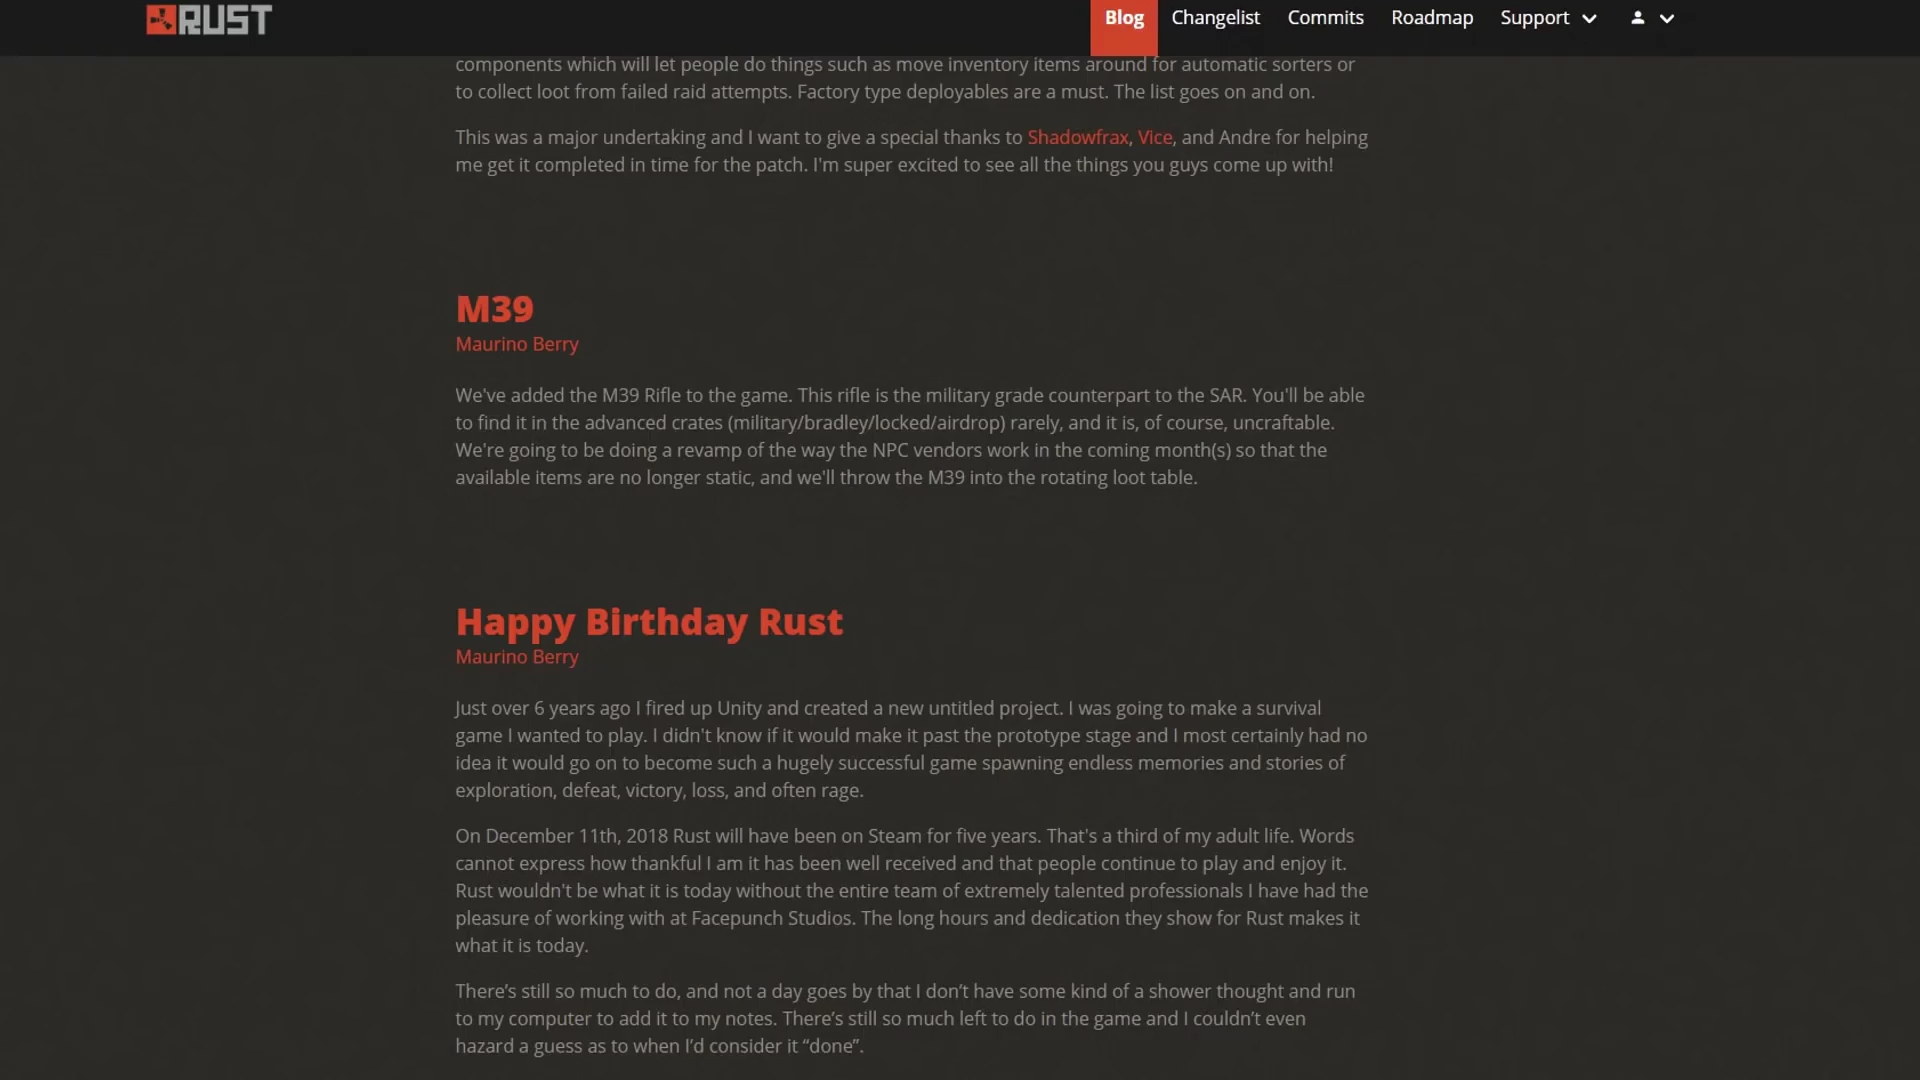 RUST
Blog
Changelist
Commits
Roadmap
Support
components which will let people do things such as move inventory items around for automatic sorters or
to collect loot from failed raid attempts. Factory type deployables are a must. The list goes on and on.
This was a major undertaking and I want to give a special thanks to Shadowfrax, Vice, and Andre for helping
me get it completed in time for the patch. I'm super excited to see all the things you guys come up with!
M39
Maurino Berry
We've added the M39 Rifle to the game. This rifle is the military grade counterpart to the SAR. You'll be able
to find it in the advanced crates (military/bradley/locked/airdrop) rarely, and it is, of course, uncraftable.
We're going to be doing a revamp of the way the NPC vendors work in the coming month(s) so that the
available items are no longer static, and we'll throw the M39 into the rotating loot table.
Happy Birthday Rust
Maurino Berry
Just over 6 years ago I fired up Unity and created a new untitled project. I was going to make a survival
game I wanted to play. I didn't know if it would make it past the prototype stage and I most certainly had no
idea it would go on to become such a hugely successful game spawning endless memories and stories of
exploration, defeat, victory, loss, and often rage.
On December 11th, 2018 Rust will have been on Steam for five years. That's a third of my adult life. Words
cannot express how thankful I am it has been well received and that people continue to play and enjoy it.
Rust wouldn't be what it is today without the entire team of extremely talented professionals I have had the
pleasure of working with at Facepunch Studios. The long hours and dedication they show for Rust makes it
what it is today.
There’s still so much to do, and not a day goes by that I don’t have some kind of a shower thought and run
to my computer to add it to my notes. There’s still so much left to do in the game and I couldn’t even
hazard a guess as to when I’d consider it “done”.